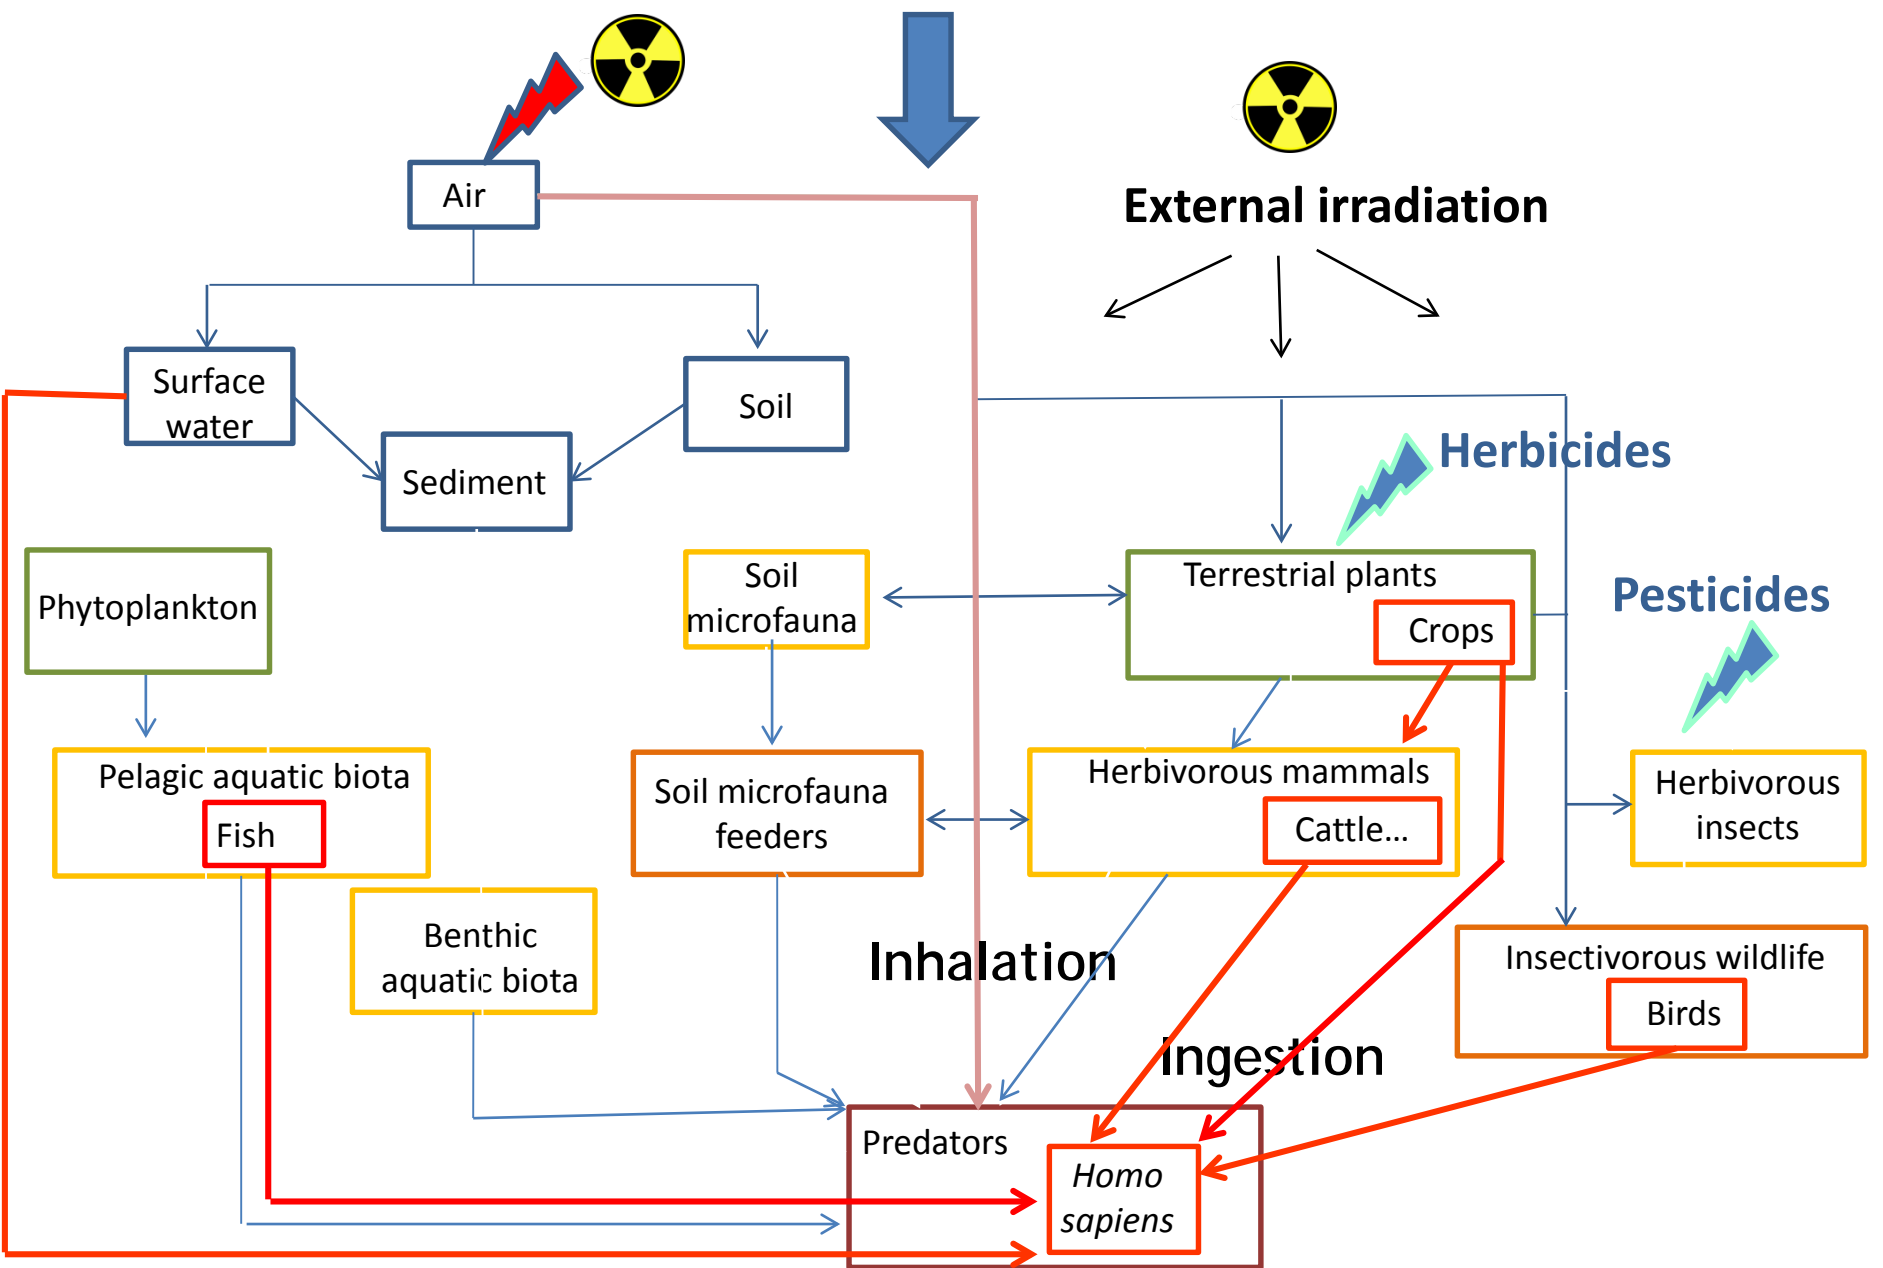 Air
External irradiation
Surface
water
Soil
Sediment
Herbicides
Phytoplankton
Soil
microfauna
Terrestrial plants
Crops
Pesticides
Pelagic aquatic biota
Fish
Soil microfauna
feeders
Herbivorous mammals
Cattle…
Herbivorous
insects
Benthic
aquatic biota
Inhalation
Insectivorous wildlife
Birds
Ingestion
Predators
Homo
sapiens